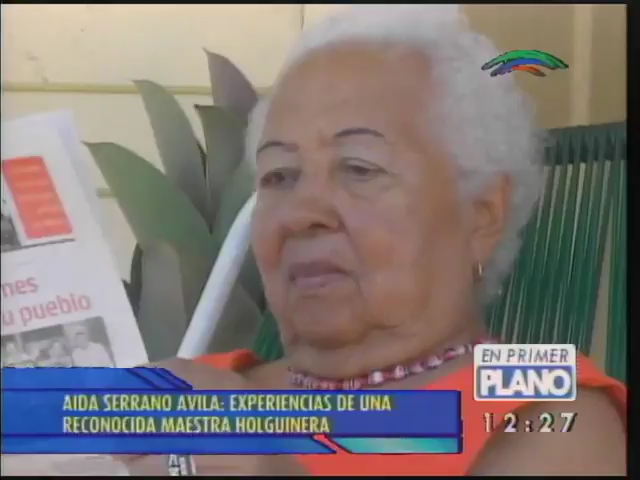 nes
u pueblo
EN PRIMER
PLANO
AIDA SERRANO AVILA: EXPERIENCIAS DE UNA
RECONOCIDA MAESTRA HOLGUINERA
12:27